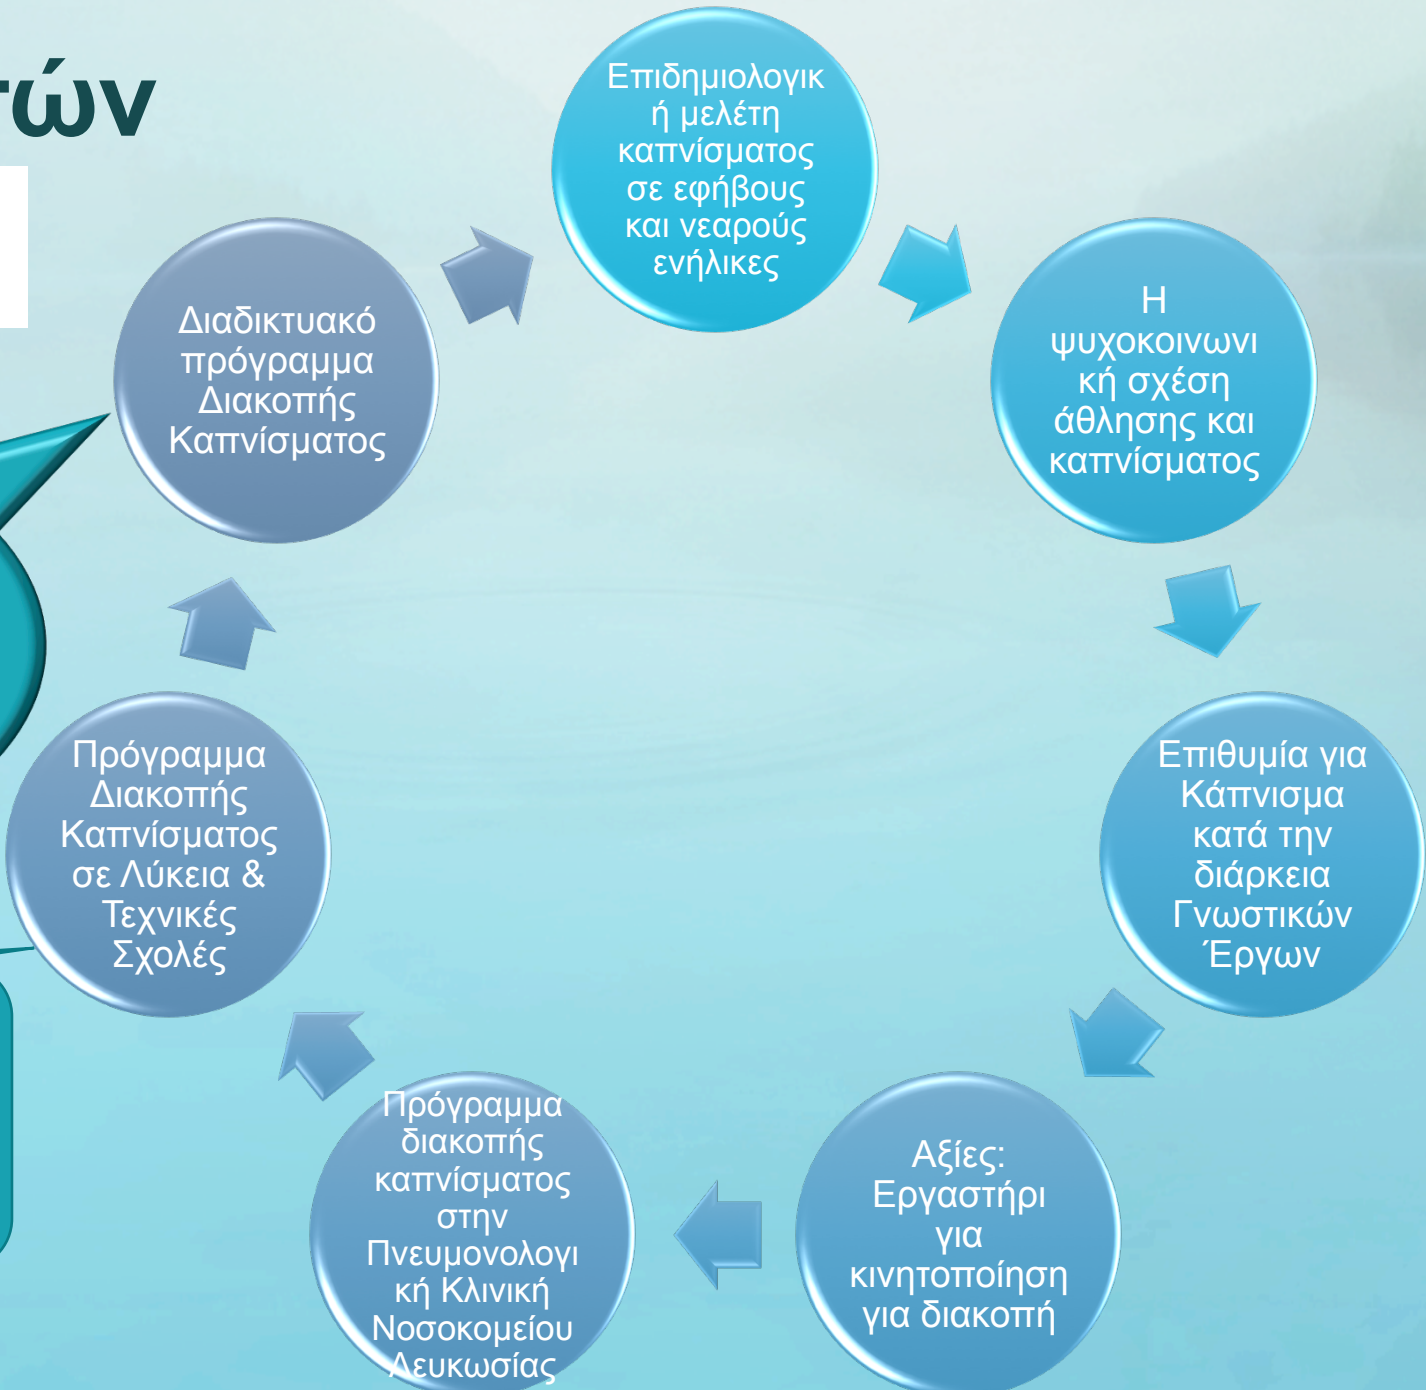 Επιδημιολογικ
ή μελέτη
καπνίσματος
σε εφήβους
και νεαρούς
ενήλικες
Η
ψυχοκοινωνι
κή σχέση
άθλησης και
καπνίσματος
Επιθυμία για
Κάπνισμα
κατά την
διάρκεια
Γνωστικών
Έργων
Αξίες:
Εργαστήρι
για
κινητοποίηση
για διακοπή
Πρόγραμμα
διακοπής
καπνίσματος
στην
Πνευμονολογι
κή Κλινική
Νοσοκομείου
Λευκωσίας
Πρόγραμμα
Διακοπής
Καπνίσματος
σε Λύκεια &
Τεχνικές
Σχολές
Διαδικτυακό
πρόγραμμα
Διακοπής
Καπνίσματος